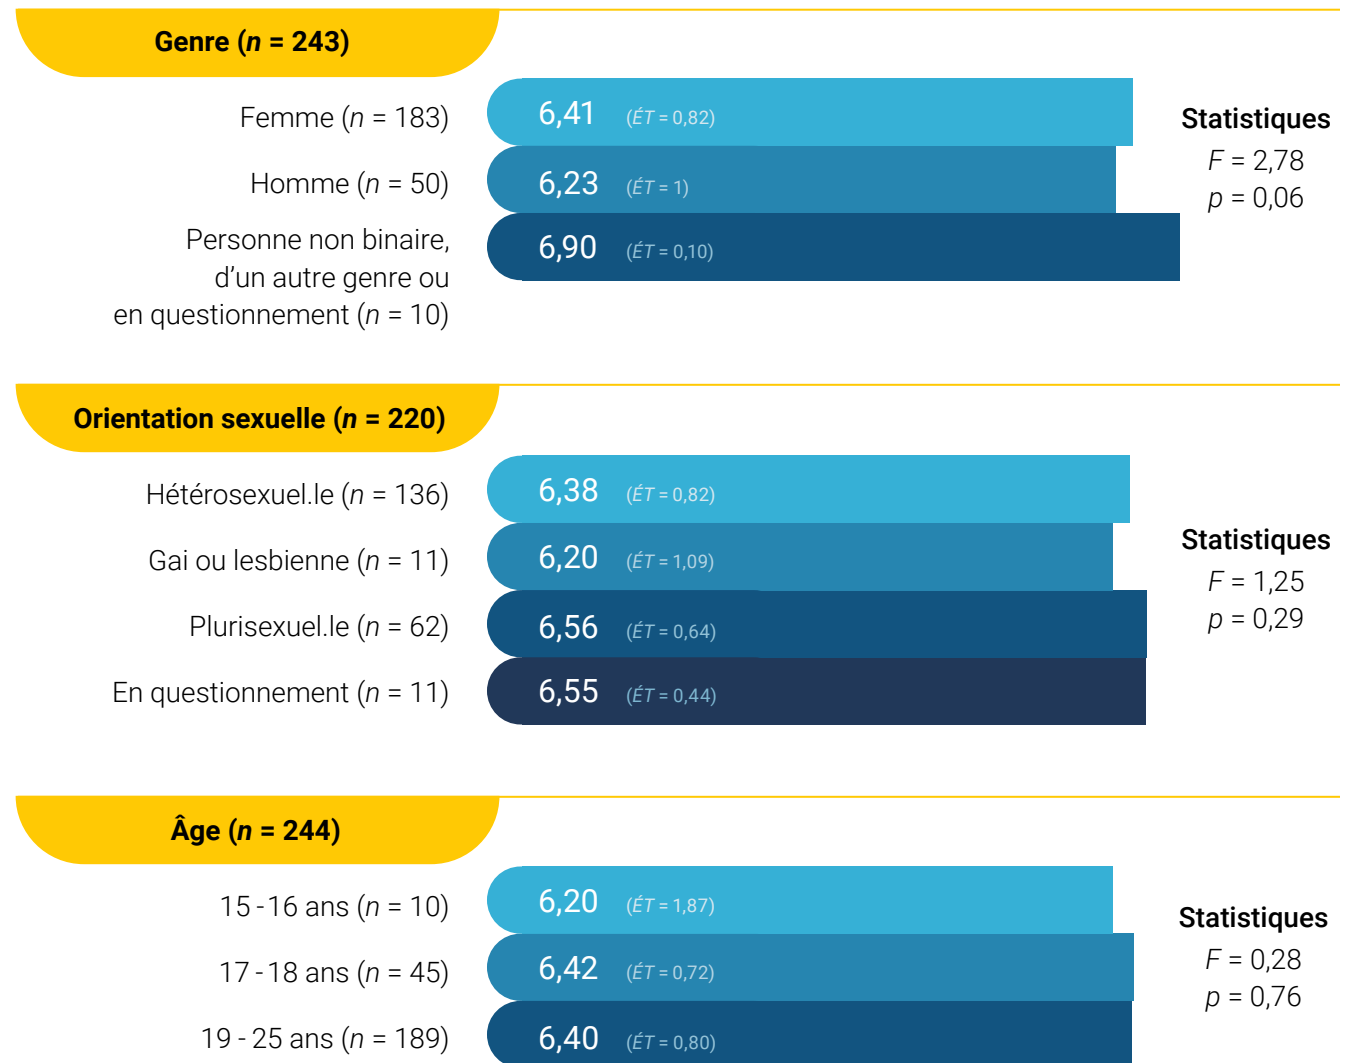 Genre (n = 243)
Femme (n = 183)
6,41 (ÉT = 0,82)
Homme (n = 50)
6,23 (ÉT = 1)
Personne non binaire,
d'un autre genre ou
en questionnement (n = 10)
6,90 (ÉT = 0,10)
Statistiques
F = 2,78
p = 0,06
Orientation sexuelle (n = 220)
Hétérosexuel.le (n = 136)
6,38 (ÉT = 0,82)
Gai ou lesbienne (n = 11)
6,20 (ÉT = 1,09)
Plurisexuel.le (n = 62)
6,56 (ÉT = 0,64)
En questionnement (n = 11)
6,55 (ÉT = 0,44)
Statistiques
F = 1,25
p = 0,29
Âge (n = 244)
15 - 16 ans (n = 10)
6,20 (ÉT = 1,87)
17 - 18 ans (n = 45)
6,42 (ÉT = 0,72)
19 - 25 ans (n = 189)
6,40 (ÉT = 0,80)
Statistiques
F = 0,28
p = 0,76